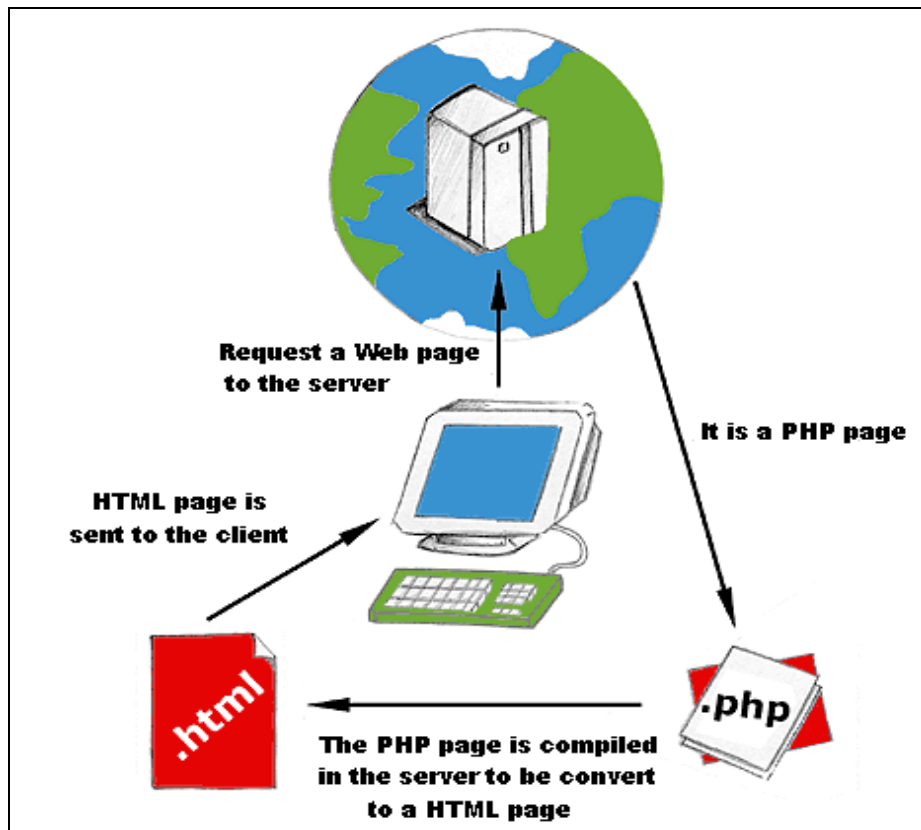 Request a Web page
to the server
It is a PHP page
HTML page is
sent to the client
.html
.php
The PHP page is compiled
in the server to be convert
to a HTML page